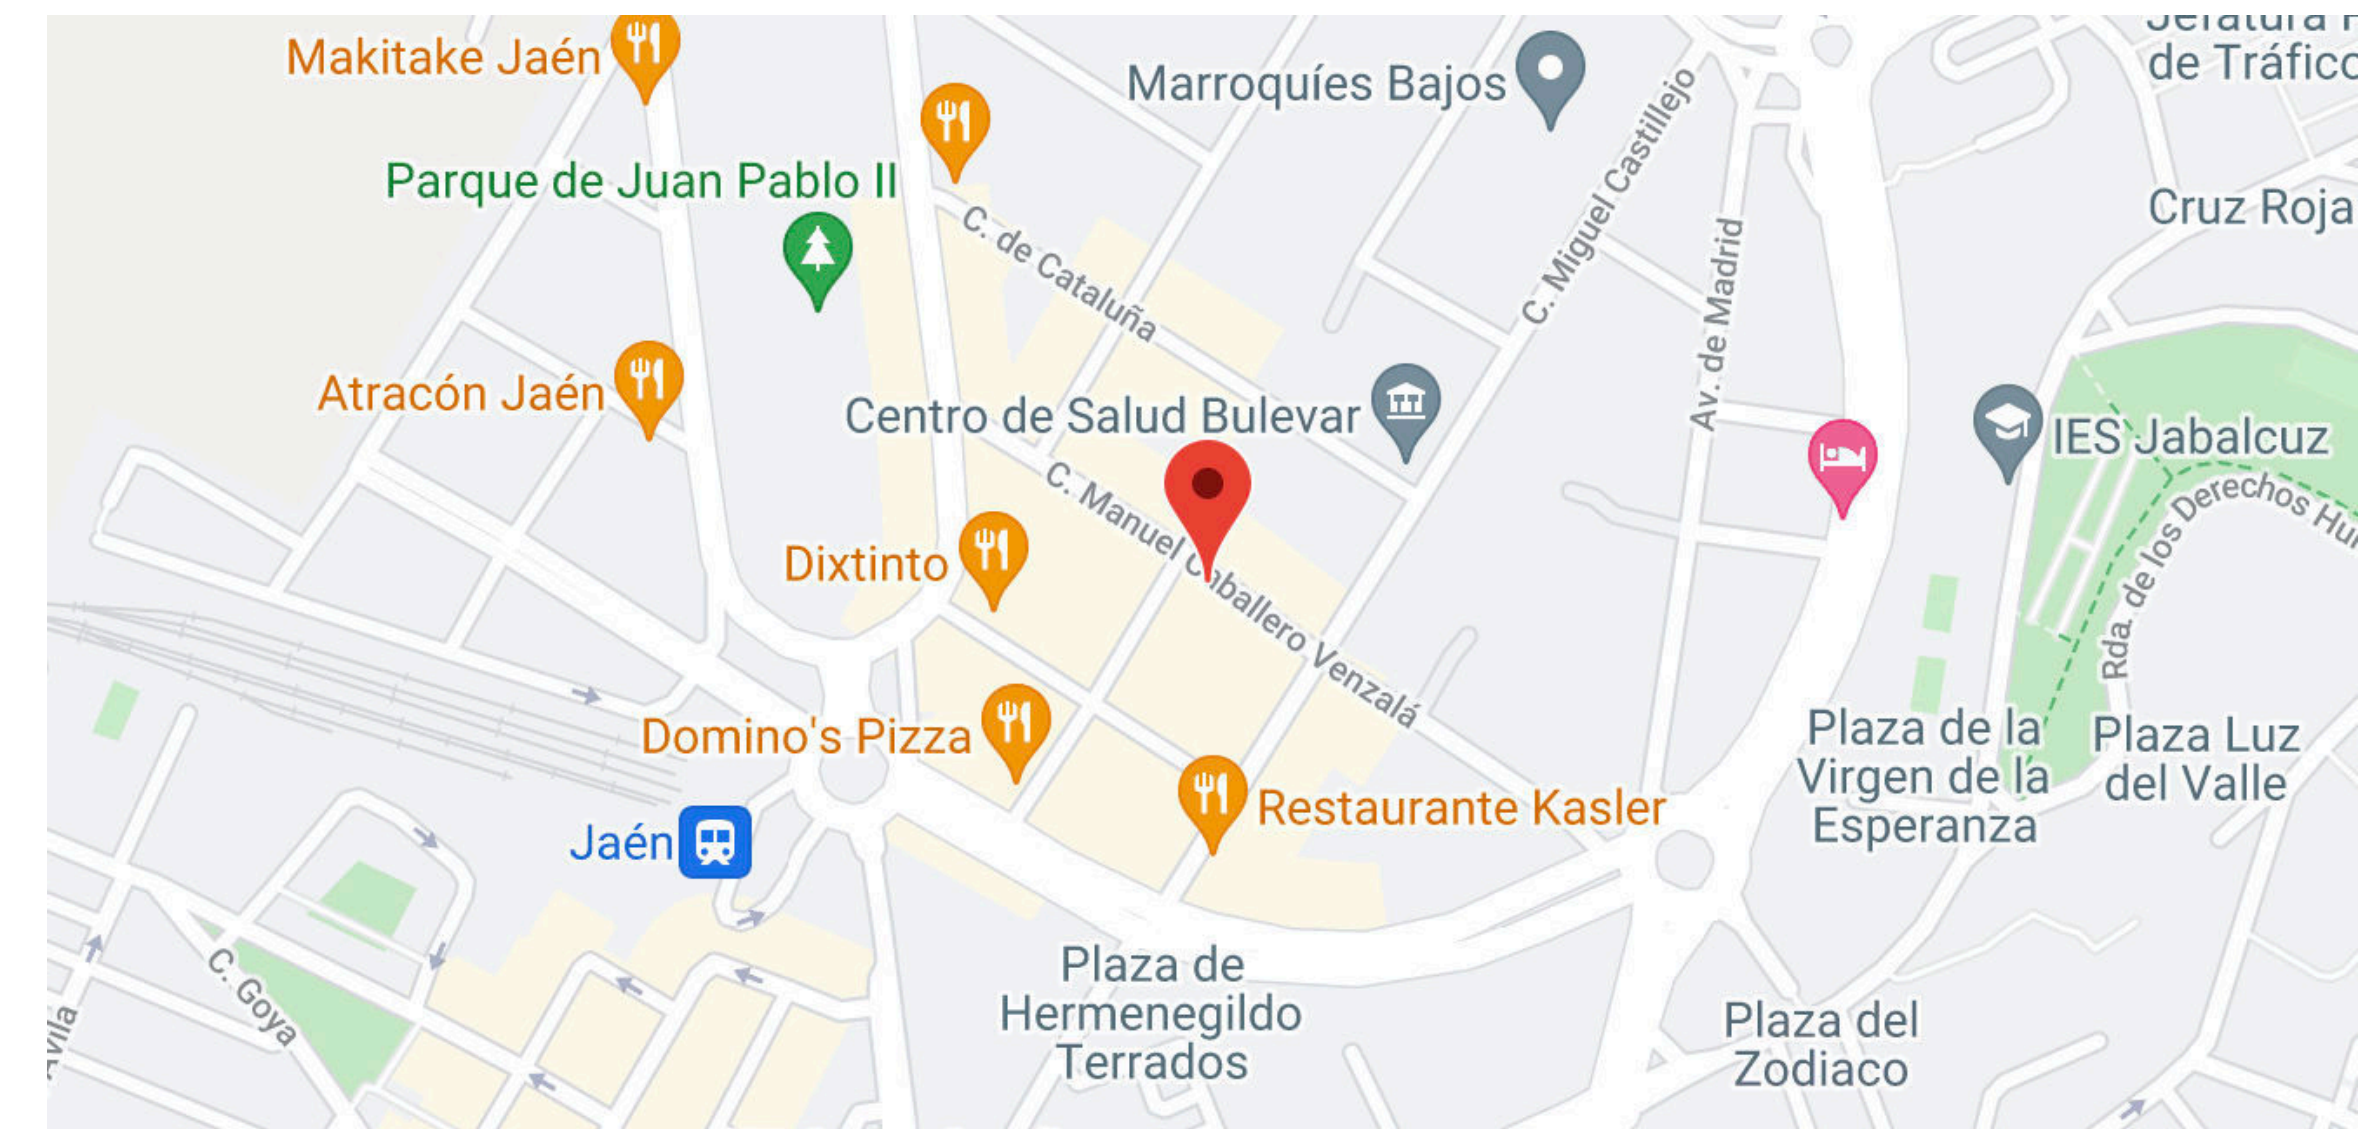 Makitake Jaén
Marroquíes Bajos
de Tráfico
Parque de Juan Pablo II
C. Miguel Castillejo
Cruz Roja
C. de Cataluña
Av. de Madrid
Atracón Jaén
Centro de Salud Bulevar
IES Jabalcuz
C. Manuel Caballero Venzalá
Rda. de los Derechos
Dixtinto
Domino's Pizza
Plaza de la
Virgen de la
Esperanza
Plaza Luz
del Valle
Restaurante Kasler
Jaén
C. Goya
Plaza de
Hermenegildo
Terrados
Plaza del
Zodiaco